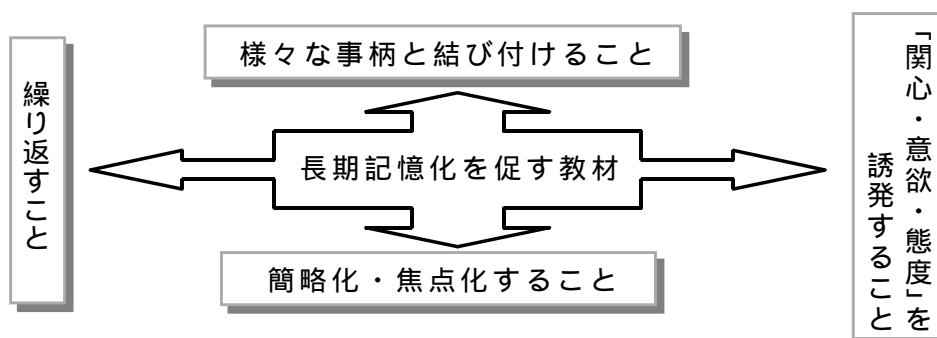 様々な事柄と結び付けること
繰り返すこと
長期記憶化を促す教材
「関心・意欲・態度」を
誘発すること
簡略化・焦点化すること